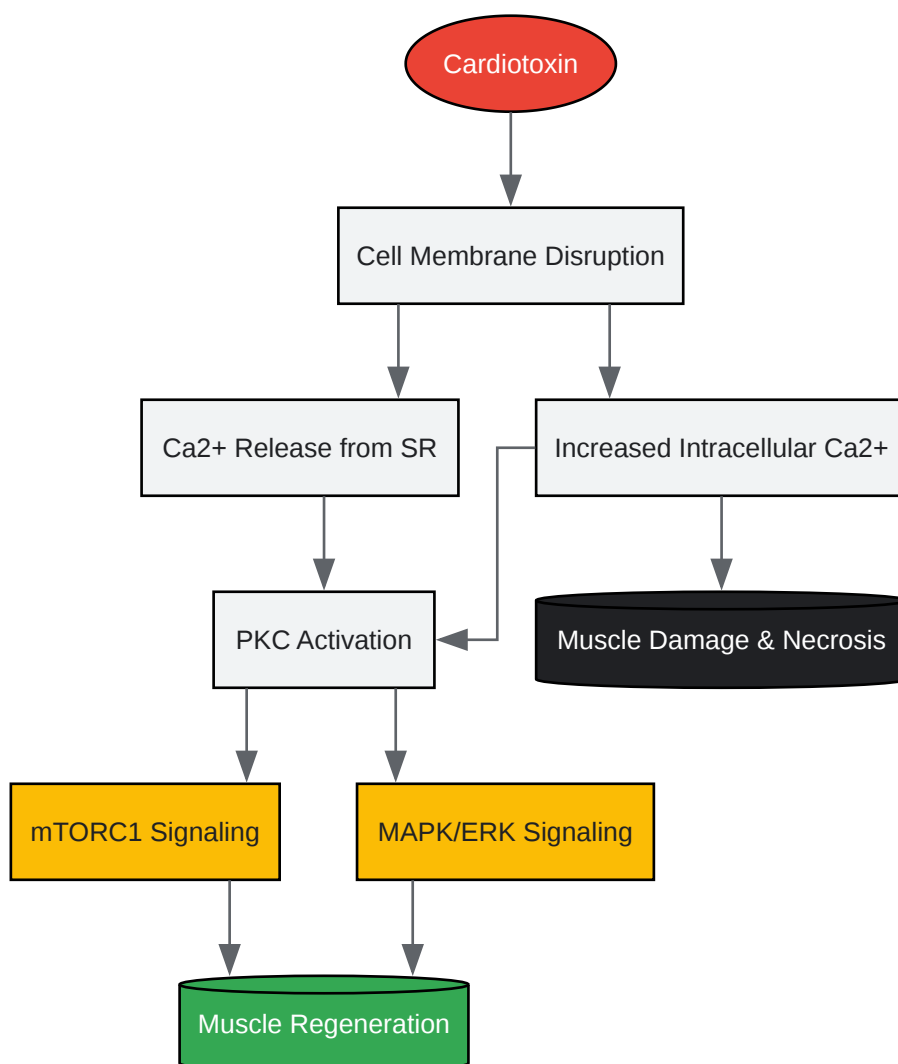 Cardiotoxin
Cell Membrane Disruption
Ca2+ Release from SR
Increased Intracellular Ca2+
PKC Activation
Muscle Damage & Necrosis
mTORC1 Signaling
MAPK/ERK Signaling
Muscle Regeneration